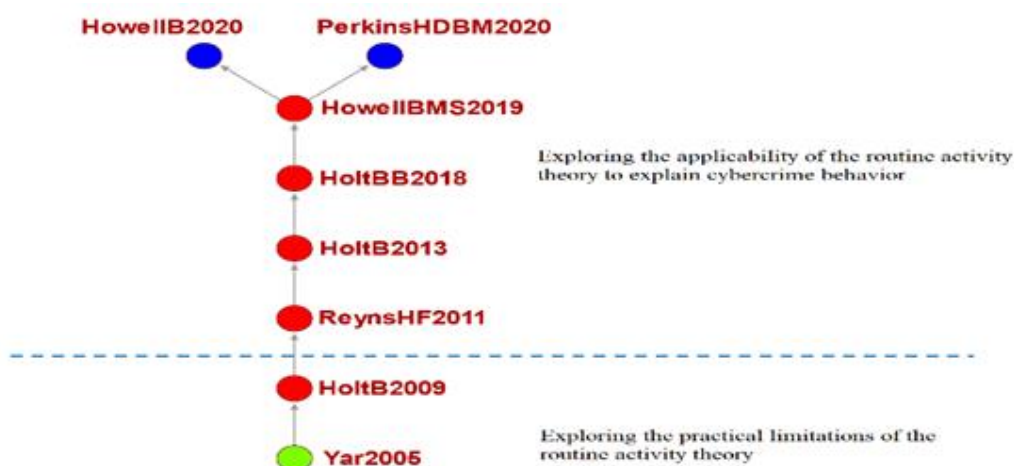 HowellB2020 PerkinsHDBM2020
HowellBMS2019
HoltBB2018
Exploring the applicability of the routine activity
theory to explain cybercrime behavior
HoltB2013
ReynsHF2011
HoltB2009
Exploring the practical limitations of the
routine activity theory
Yar2005